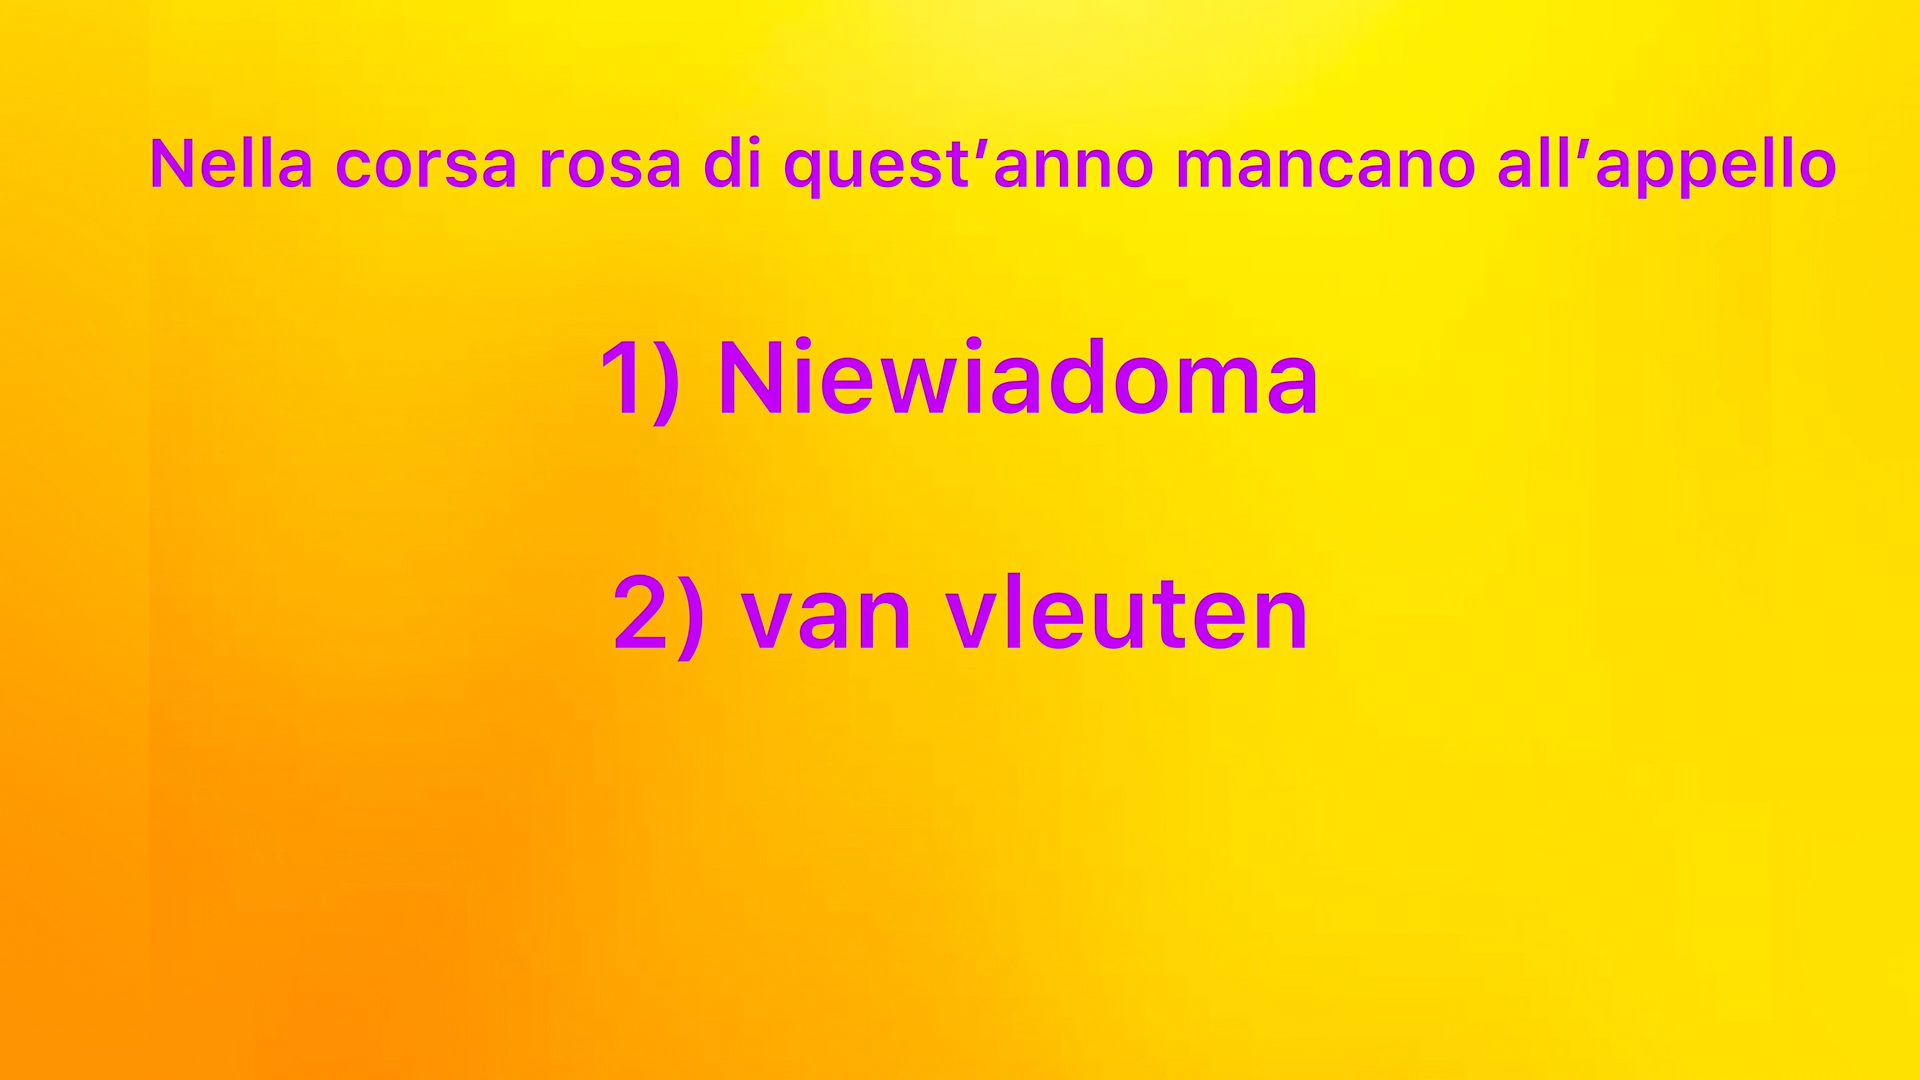 Nella corsa rosa di quest’anno mancano all’appello
1) Niewiadoma
2) van vleuten